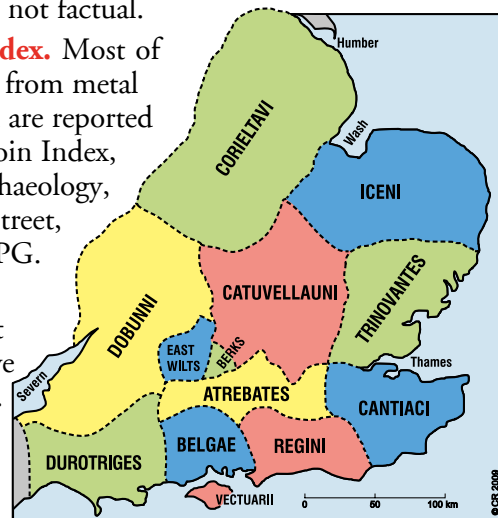 not factual.
dex. Most of
from metal
are reported
oin Index,
haeology,
treet,
PG.
t
ve
Humber
Wash
CORIELTAVI
ICENI
CATUVELLAUNI
TRINOVANTES
DOBUNNI
EAST
WILTS
BERKS
Thames
Severn
ATREBATES
CANTIACI
BELGAE
REGINI
DUROTRIGES
VECTUARII
0 50 100 km
©CR 2009